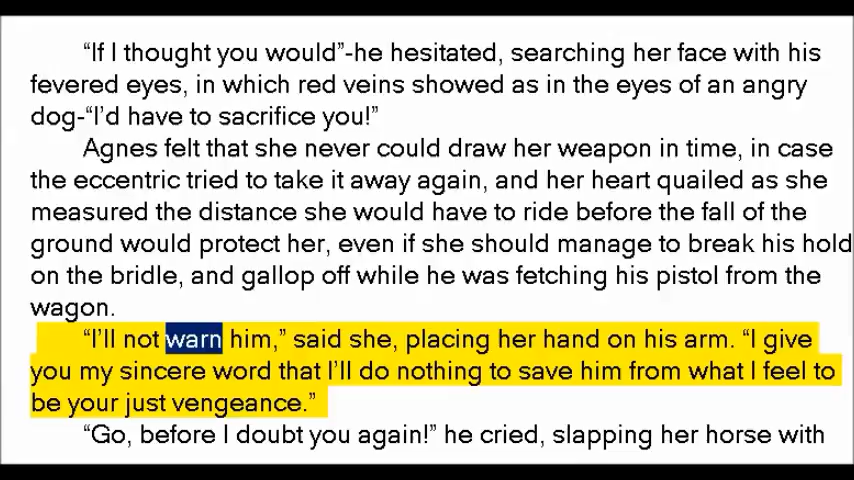 “If I thought you would”-he hesitated, searching her face with his
fevered eyes, in which red veins showed as in the eyes of an angry
dog-“I’d have to sacrifice you!”
Agnes felt that she never could draw her weapon in time, in case
the eccentric tried to take it away again, and her heart quailed as she
measured the distance she would have to ride before the fall of the
ground would protect her, even if she should manage to break his hold
on the bridle, and gallop off while he was fetching his pistol from the
wagon.
“I’ll not warn him,” said she, placing her hand on his arm. “I give
you my sincere word that I’ll do nothing to save him from what I feel to
be your just vengeance.”
“Go, before I doubt you again!” he cried, slapping her horse with